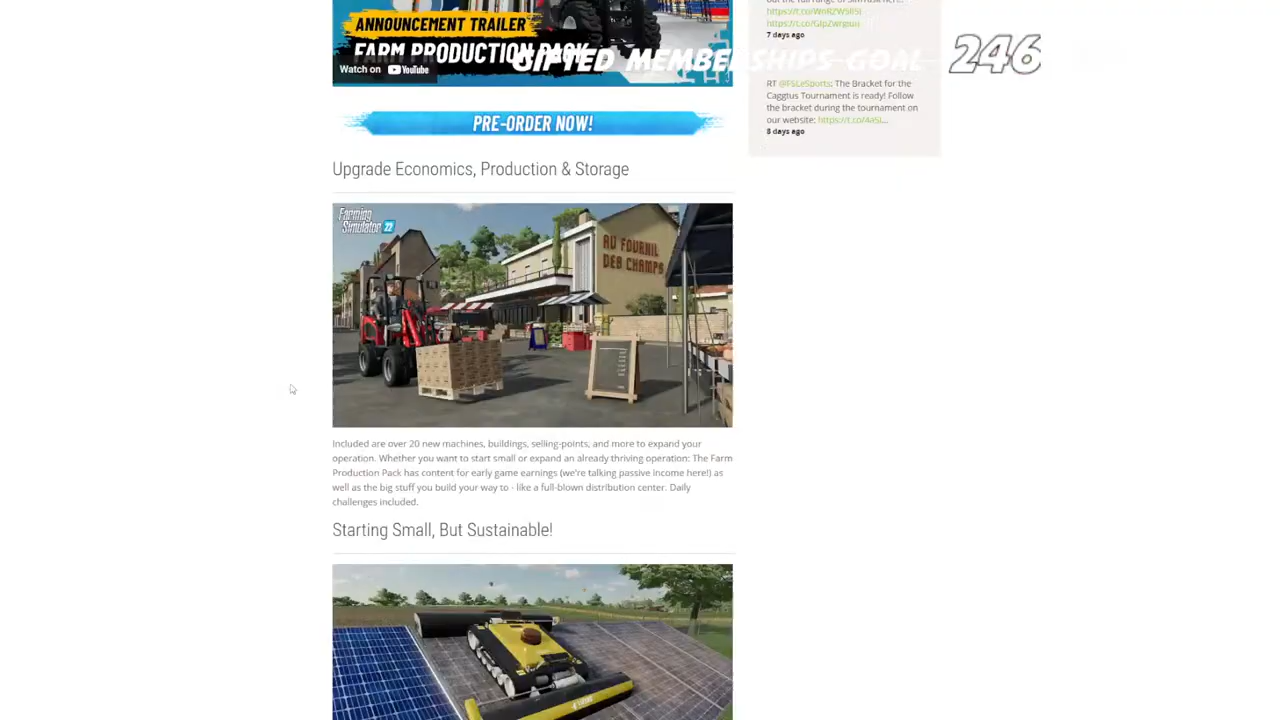 ANNOUNCEMENT TRAILER
FARM PRODUCTION PACK
Watch on YouTube
GIFTED MEMBERSHIPS GOAL 246
7 days ago
RT @FSLeSports: The Bracket for the
Caggtus Tournament is ready! Follow
the bracket during the tournament on
our website:
8 days ago
PRE-ORDER NOW!
Upgrade Economics, Production & Storage
Farming
Simulator 22
AU FOURNIL
DES CHAMPS
Included are over 20 new machines, buildings, selling-points, and more to expand your
operation. Whether you want to start small or expand an already thriving operation: The Farm
Production Pack has content for early game earnings (we're talking passive income here!) as
well as the big stuff you build your way to - like a full-blown distribution center. Daily
challenges included.
Starting Small, But Sustainable!